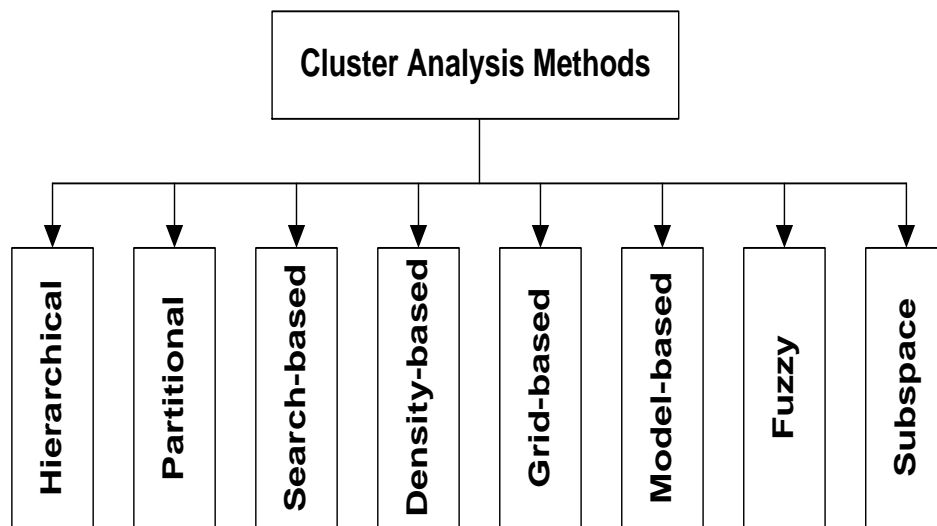 Cluster Analysis Methods
Hierarchical
Partitional
Search-based
Density-based
Grid-based
Model-based
Fuzzy
Subspace